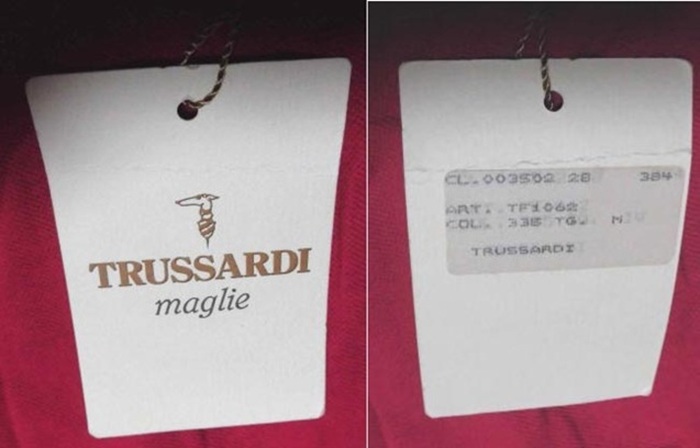 TRUSSARDI
maglie
CL.003502 28 384
ART. TF1062
COL. 335 TG. M
TRUSSARDI